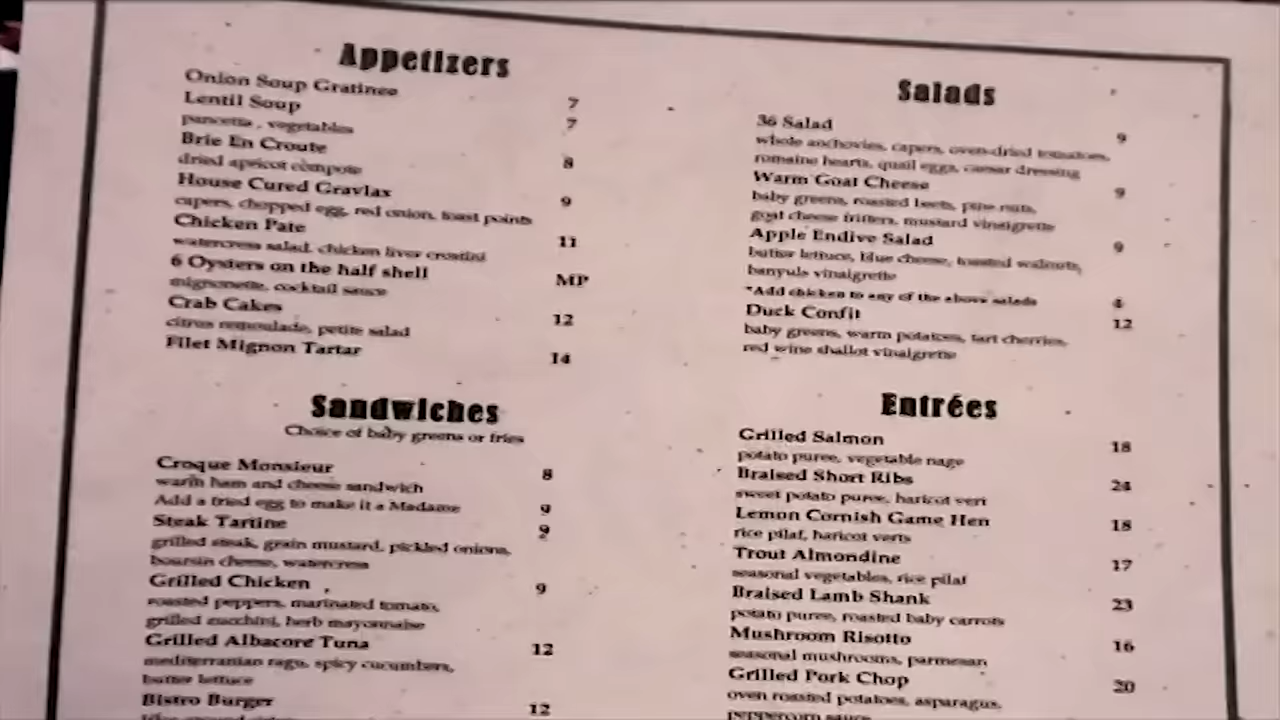 Appetizers
Onion Soup Gratinee 7
Lentil Soup 7
pancetta , vegetables
Brie En Croute 8
dried apricot compote
House Cured Gravlax 9
capers, chopped egg, red onion, toast points
Chicken Pate 11
watercress salad, chicken liver crostini
6 Oysters on the half shell MP
mignonette, cocktail sauce
Crab Cakes 12
citrus remoulade, petite salad
Filet Mignon Tartar 14
Sandwiches
Choice of baby greens or fries
Croque Monsieur 8
warm ham and cheese sandwich
Add a fried egg to make it a Madame 9
Steak Tartine 9
grilled steak, grain mustard, pickled onions,
boursin cheese, watercress
Grilled Chicken 9
roasted peppers, marinated tomato,
grilled zucchini, herb mayonnaise
Grilled Albacore Tuna 12
mediterranian ragu, spicy cucumbers,
butter lettuce
Bistro Burger 12
Salads
36 Salad 9
whole anchovies, capers, oven-dried tomatoes,
romaine hearts, quail eggs, caesar dressing
Warm Goat Cheese 9
baby greens, roasted beets, pine nuts,
goat cheese fritters, mustard vinaigrette
Apple Endive Salad 9
butter lettuce, blue cheese, toasted walnuts,
banyuls vinaigrette
*Add chicken to any of the above salads 4
Duck Confit 12
baby greens, warm potatoes, tart cherries,
red wine shallot vinaigrette
Entrées
Grilled Salmon 18
potato puree, vegetable nage
Braised Short Ribs 24
sweet potato puree, haricot vert
Lemon Cornish Game Hen 18
rice pilaf, haricot verts
Trout Almondine 17
seasonal vegetables, rice pilaf
Braised Lamb Shank 23
potato puree, roasted baby carrots
Mushroom Risotto 16
seasonal mushrooms, parmesan
Grilled Pork Chop 20
oven roasted potatoes, asparagus,
peppercorn sauce